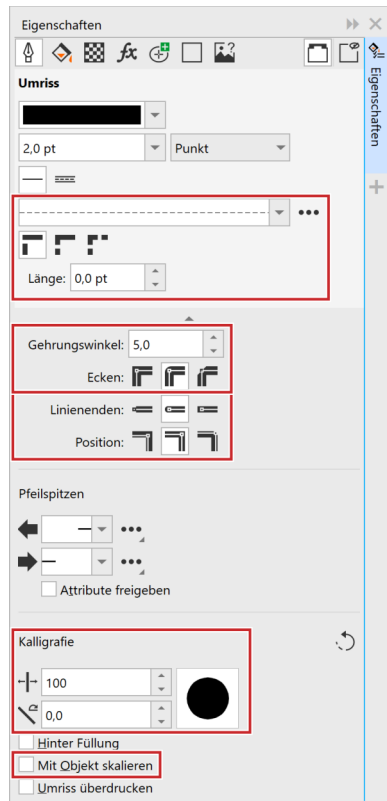 Eigenschaften
Umriss
2,0 pt Punkt
Länge: 0,0 pt
Gehrungswinkel: 5,0
Ecken:
Linienenden:
Position:
Pfeilspitzen
Attribute freigeben
Kalligrafie
100
0,0
Hinter Füllung
Mit Objekt skalieren
Umriss überdrucken
Eigenschaften